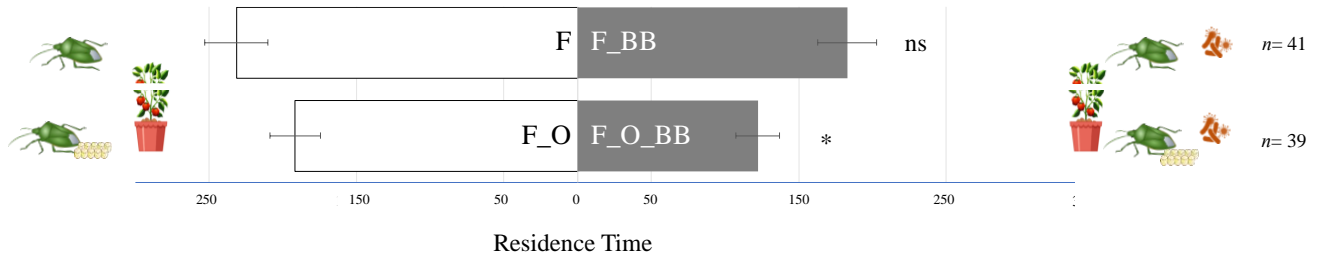 F F_BB ns n= 41
F_O F_O_BB * n= 39
250 150 50 0 50 150 250
Residence Time